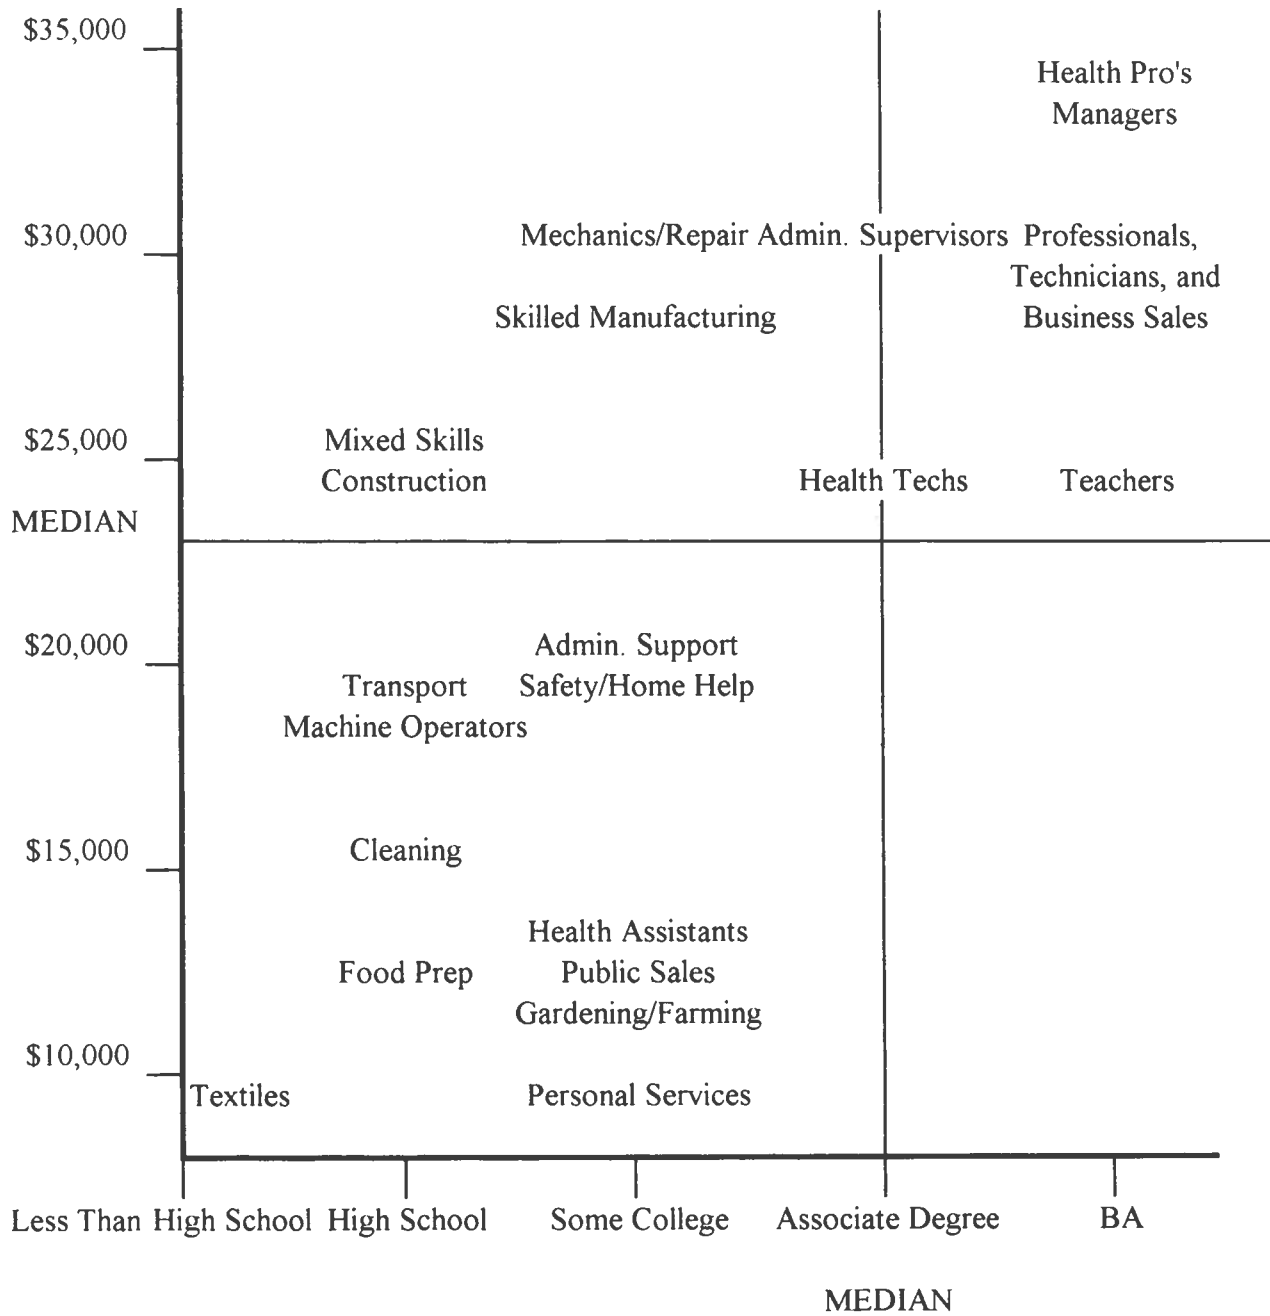 $35,000
Health Pro's
Managers
$30,000
Mechanics/Repair Admin. Supervisors Professionals,
Technicians, and
Skilled Manufacturing
Business Sales
$25,000
Mixed Skills
Construction
Health Techs
Teachers
MEDIAN
$20,000
Admin. Support
Transport
Safety/Home Help
Machine Operators
$15,000
Cleaning
Health Assistants
Food Prep
Public Sales
Gardening/Farming
$10,000
Textiles
Personal Services
Less Than High School
High School
Some College
Associate Degree
BA
MEDIAN